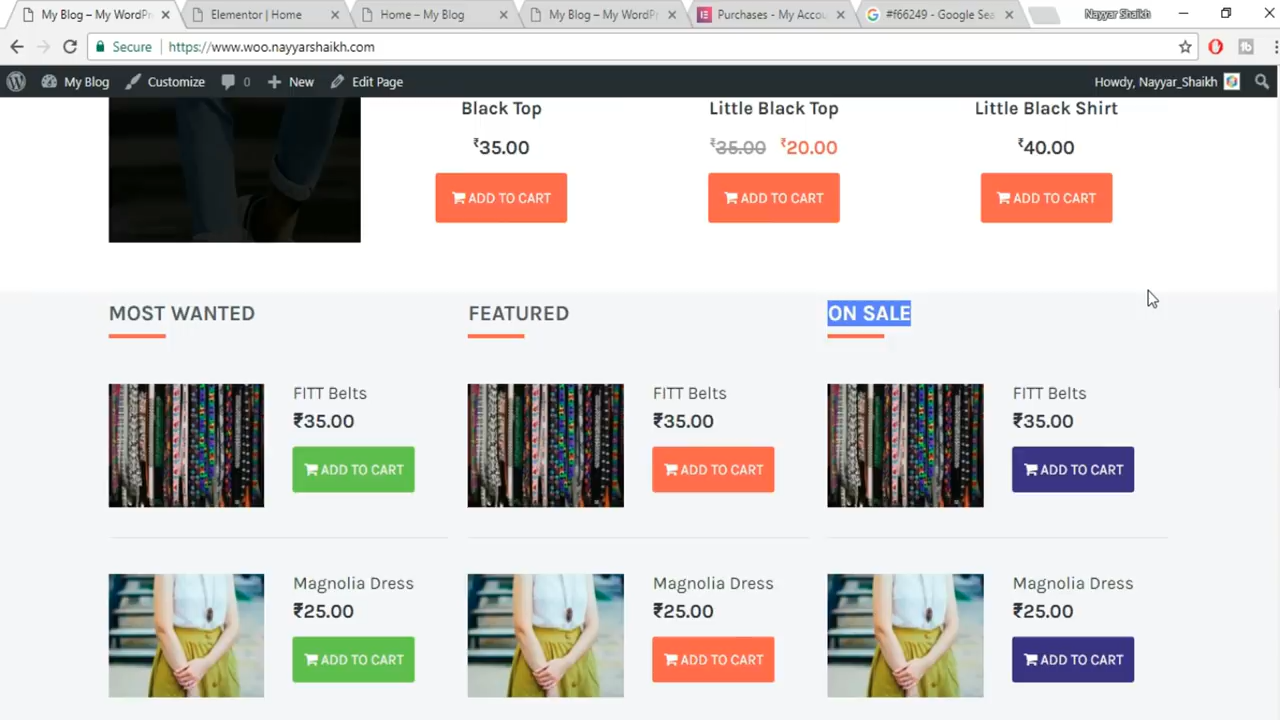 My Blog – My WordPr
Elementor | Home
Home – My Blog
My Blog – My WordPr
Purchases - My Accou
#f66249 - Google Sea
Nayyar Shaikh
Secure
https://www.woo.nayyarshaikh.com
My Blog
Customize
0
New
Edit Page
Howdy, Nayyar_Shaikh
Black Top
Little Black Top
Little Black Shirt
₹35.00
₹35.00 ₹20.00
₹40.00
ADD TO CART
ADD TO CART
ADD TO CART
MOST WANTED
FEATURED
ON SALE
FITT Belts
₹35.00
ADD TO CART
FITT Belts
₹35.00
ADD TO CART
FITT Belts
₹35.00
ADD TO CART
Magnolia Dress
₹25.00
ADD TO CART
Magnolia Dress
₹25.00
ADD TO CART
Magnolia Dress
₹25.00
ADD TO CART